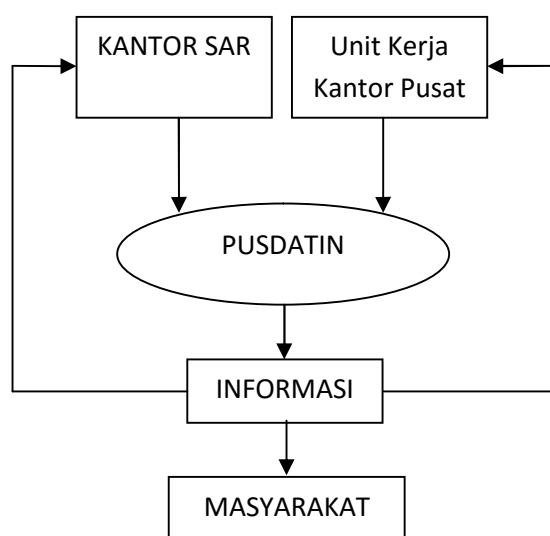 KANTOR SAR
Unit Kerja
Kantor Pusat
PUSDATIN
INFORMASI
MASYARAKAT